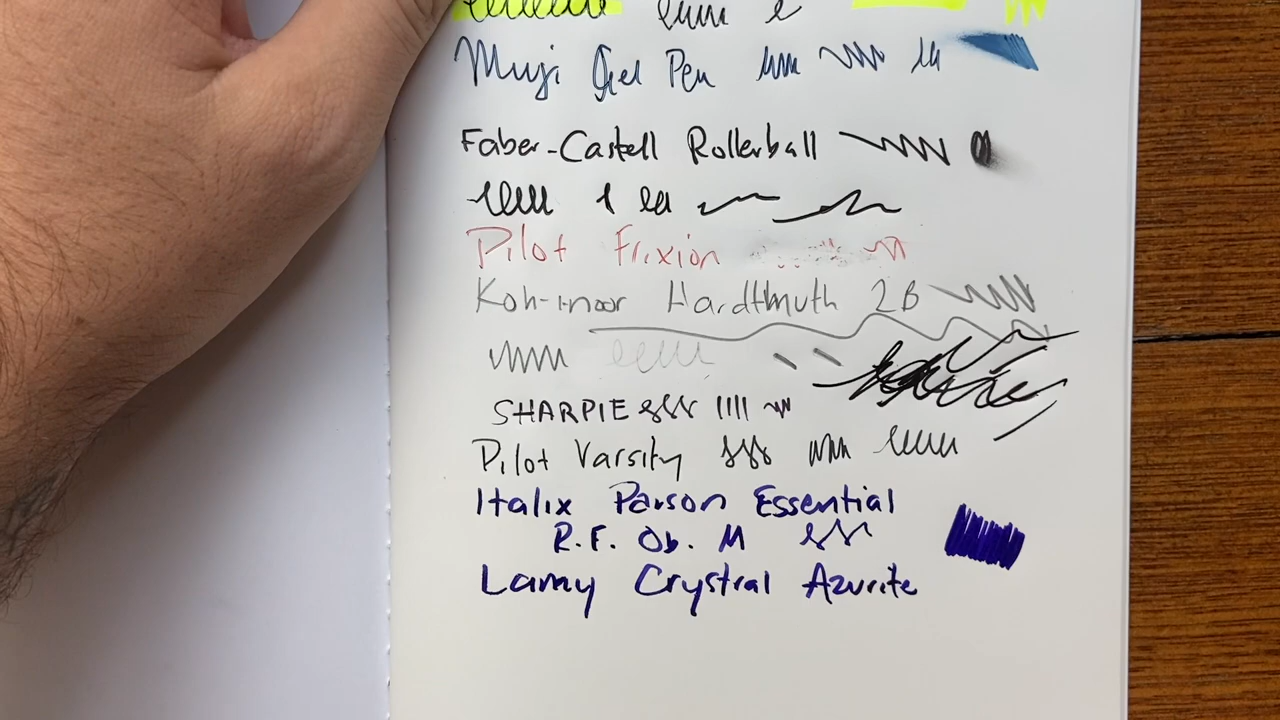 Muji Gel Pen
Faber-Castell Rollerball
Pilot Frixion
Koh-i-noor Hardtmuth 2B
SHARPIE
Pilot Varsity
Italix Parson Essential
R.F. Ob. M
Lamy Crystral Azurite